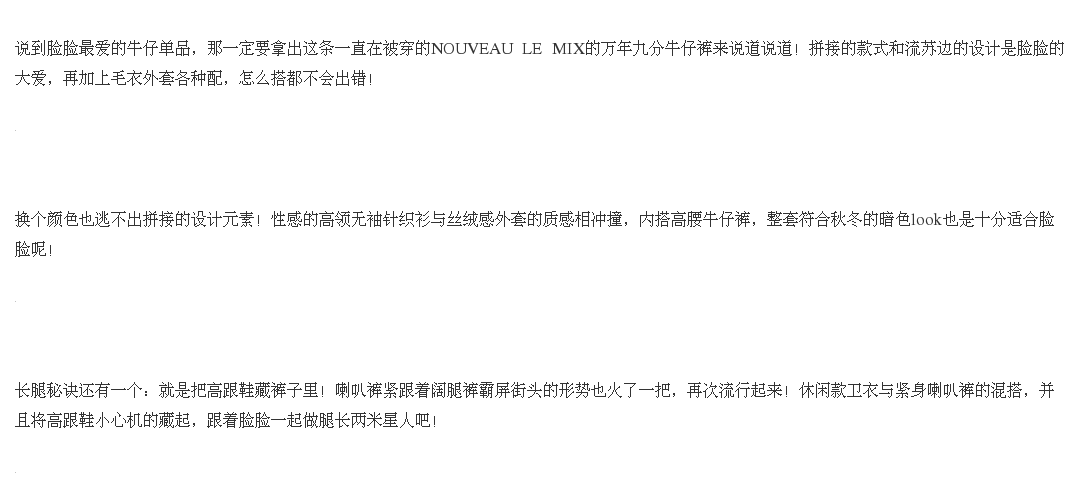 说到脸脸最爱的牛仔单品，那一定要拿出这条一直在被穿的NOUVEAU LE MIX的万年九分牛仔裤来说道说道！拼接的款式和流苏边的设计是脸脸的
大爱，再加上毛衣外套各种配，怎么搭都不会出错！
换个颜色也逃不出拼接的设计元素！性感的高领无袖针织衫与丝绒感外套的质感相冲撞，内搭高腰牛仔裤，整套符合秋冬的暗色look也是十分适合脸
脸呢！
长腿秘诀还有一个：就是把高跟鞋藏裤子里！喇叭裤紧跟着阔腿裤霸屏街头的形势也火了一把，再次流行起来！休闲款卫衣与紧身喇叭裤的混搭，并
且将高跟鞋小心机的藏起，跟着脸脸一起做腿长两米星人吧！